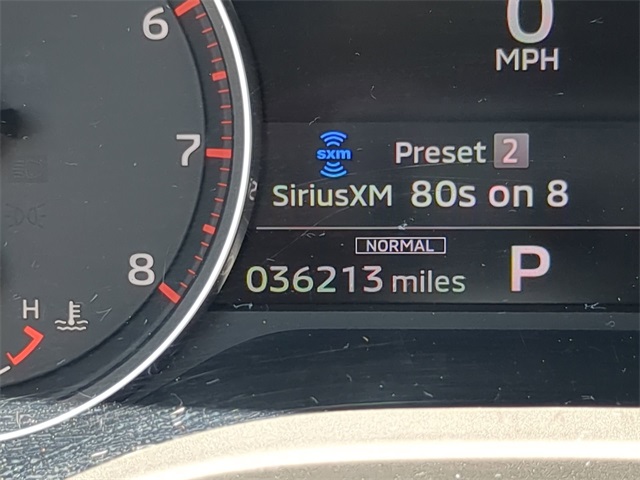 6
0
MPH
sxm
Preset 2
7
SiriusXM 80s on 8
NORMAL
8
036213 miles P
H